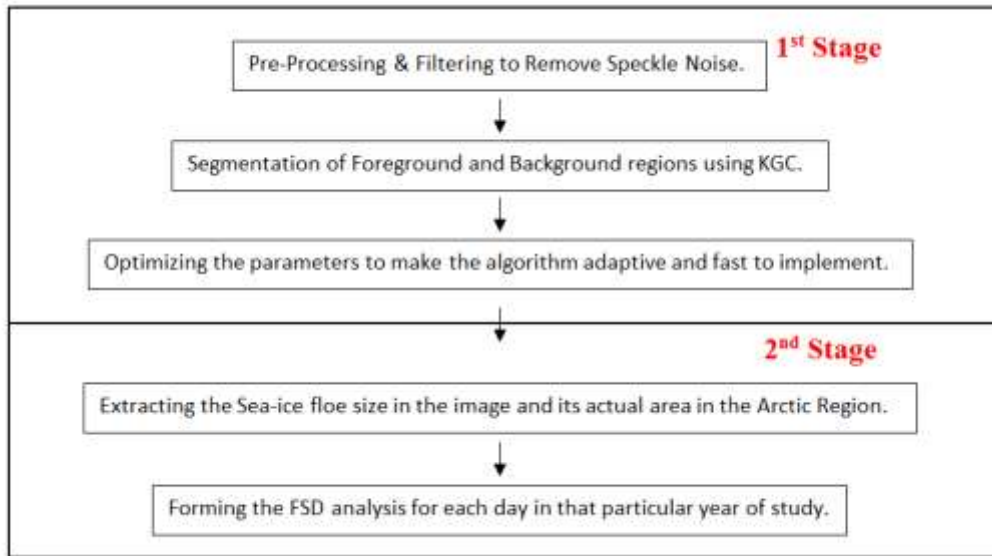 1st Stage
Pre-Processing & Filtering to Remove Speckle Noise.
Segmentation of Foreground and Background regions using KGC.
Optimizing the parameters to make the algorithm adaptive and fast to implement.
2nd Stage
Extracting the Sea-ice floe size in the image and its actual area in the Arctic Region.
Forming the FSD analysis for each day in that particular year of study.